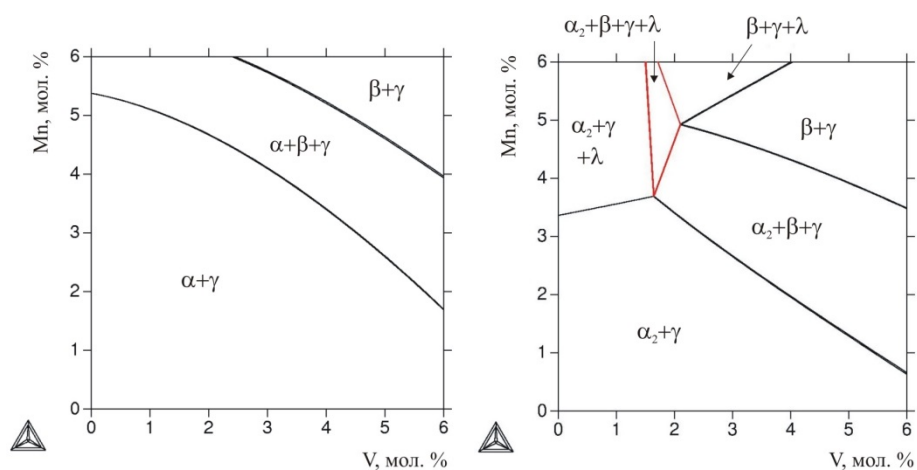 6
5
4
3
2
1
0
Mn, мол. %
β+γ
α+β+γ
α+γ
0 1 2 3 4 5 6
V, мол. %
α₂+β+γ+λ
β+γ+λ
6
5
4
3
2
1
0
Mn, мол. %
α₂+γ
+λ
β+γ
α₂+β+γ
α₂+γ
0 1 2 3 4 5 6
V, мол. %